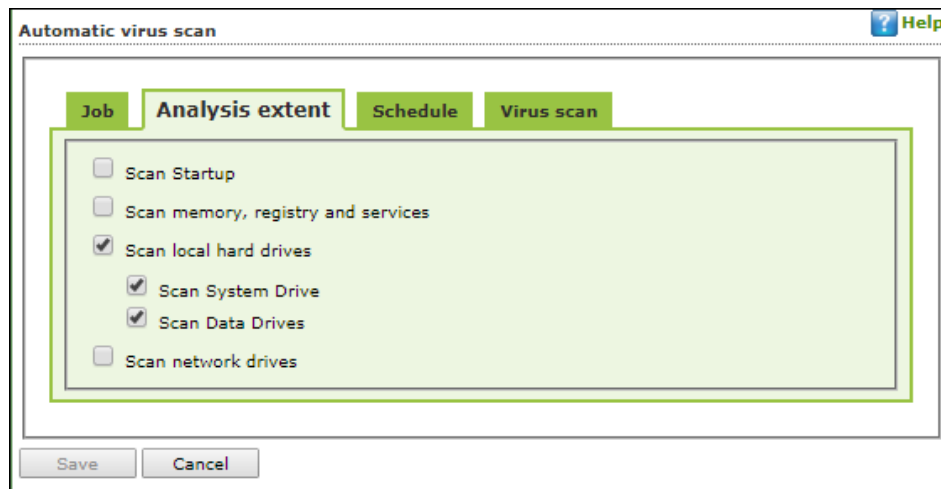 Automatic virus scan
? Help
Job Analysis extent Schedule Virus scan
Scan Startup
Scan memory, registry and services
Scan local hard drives
Scan System Drive
Scan Data Drives
Scan network drives
Save Cancel